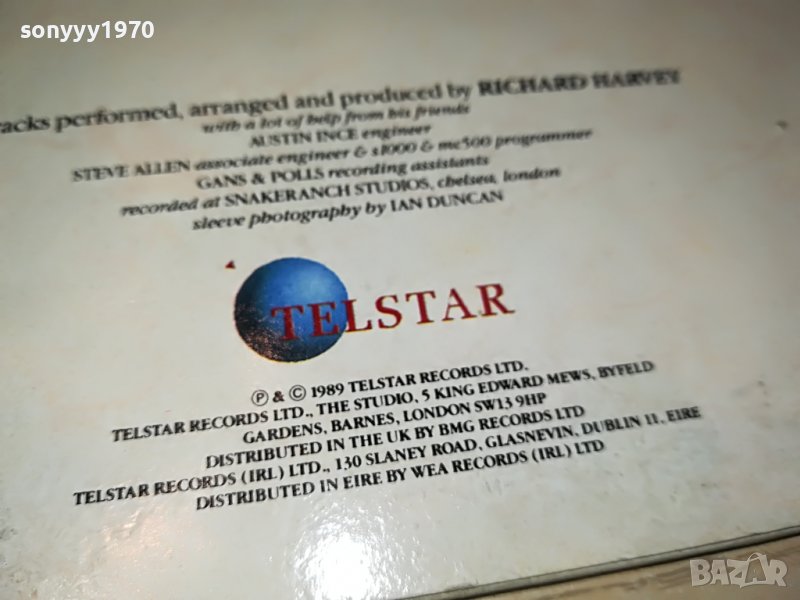 sonyyy1970
racks performed, arranged and produced by RICHARD HARVEY
with a lot of help from his friends
AUSTIN INCE engineer
STEVE ALLEN associate engineer & s1000 & mc500 programmer
GANS & POLLS recording assistants
recorded at SNAKERANCH STUDIOS, chelsea, london
sleeve photography by IAN DUNCAN
TELSTAR
Ⓟ & © 1989 TELSTAR RECORDS LTD.
TELSTAR RECORDS LTD., THE STUDIO, 5 KING EDWARD MEWS, BYFELD
GARDENS, BARNES, LONDON SW13 9HP
DISTRIBUTED IN THE UK BY BMG RECORDS LTD
TELSTAR RECORDS (IRL) LTD., 130 SLANEY ROAD, GLASNEVIN, DUBLIN 11, EIRE
DISTRIBUTED IN EIRE BY WEA RECORDS (IRL) LTD
BAZAR
bg